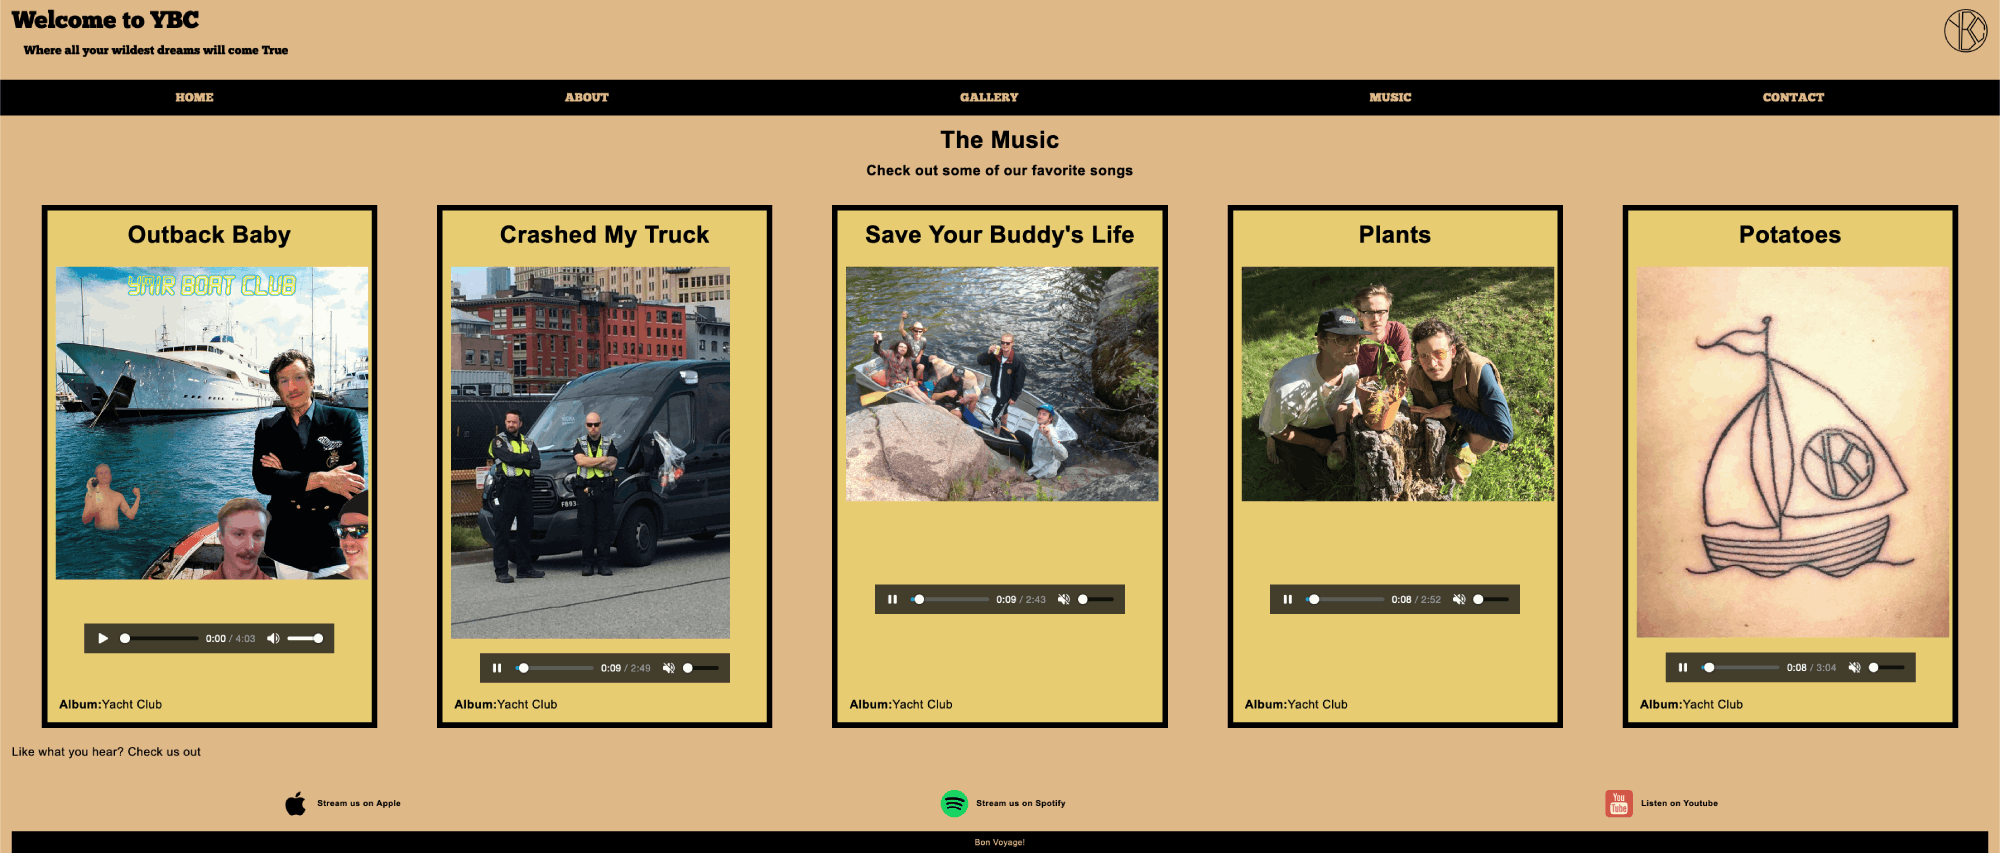 Welcome to YBC
Where all your wildest dreams will come True
YBC
HOME ABOUT GALLERY MUSIC CONTACT
The Music
Check out some of our favorite songs
Outback Baby
BOAT CLUB
0:00 / 4:03
Album:Yacht Club
Crashed My Truck
0:09 / 2:49
Album:Yacht Club
Save Your Buddy's Life
0:09 / 2:43
Album:Yacht Club
Plants
0:08 / 2:52
Album:Yacht Club
Potatoes
YBC
0:08 / 3:04
Album:Yacht Club
Like what you hear? Check us out
Stream us on Apple
Stream us on Spotify
You
Tube
Listen on Youtube
Bon Voyage!